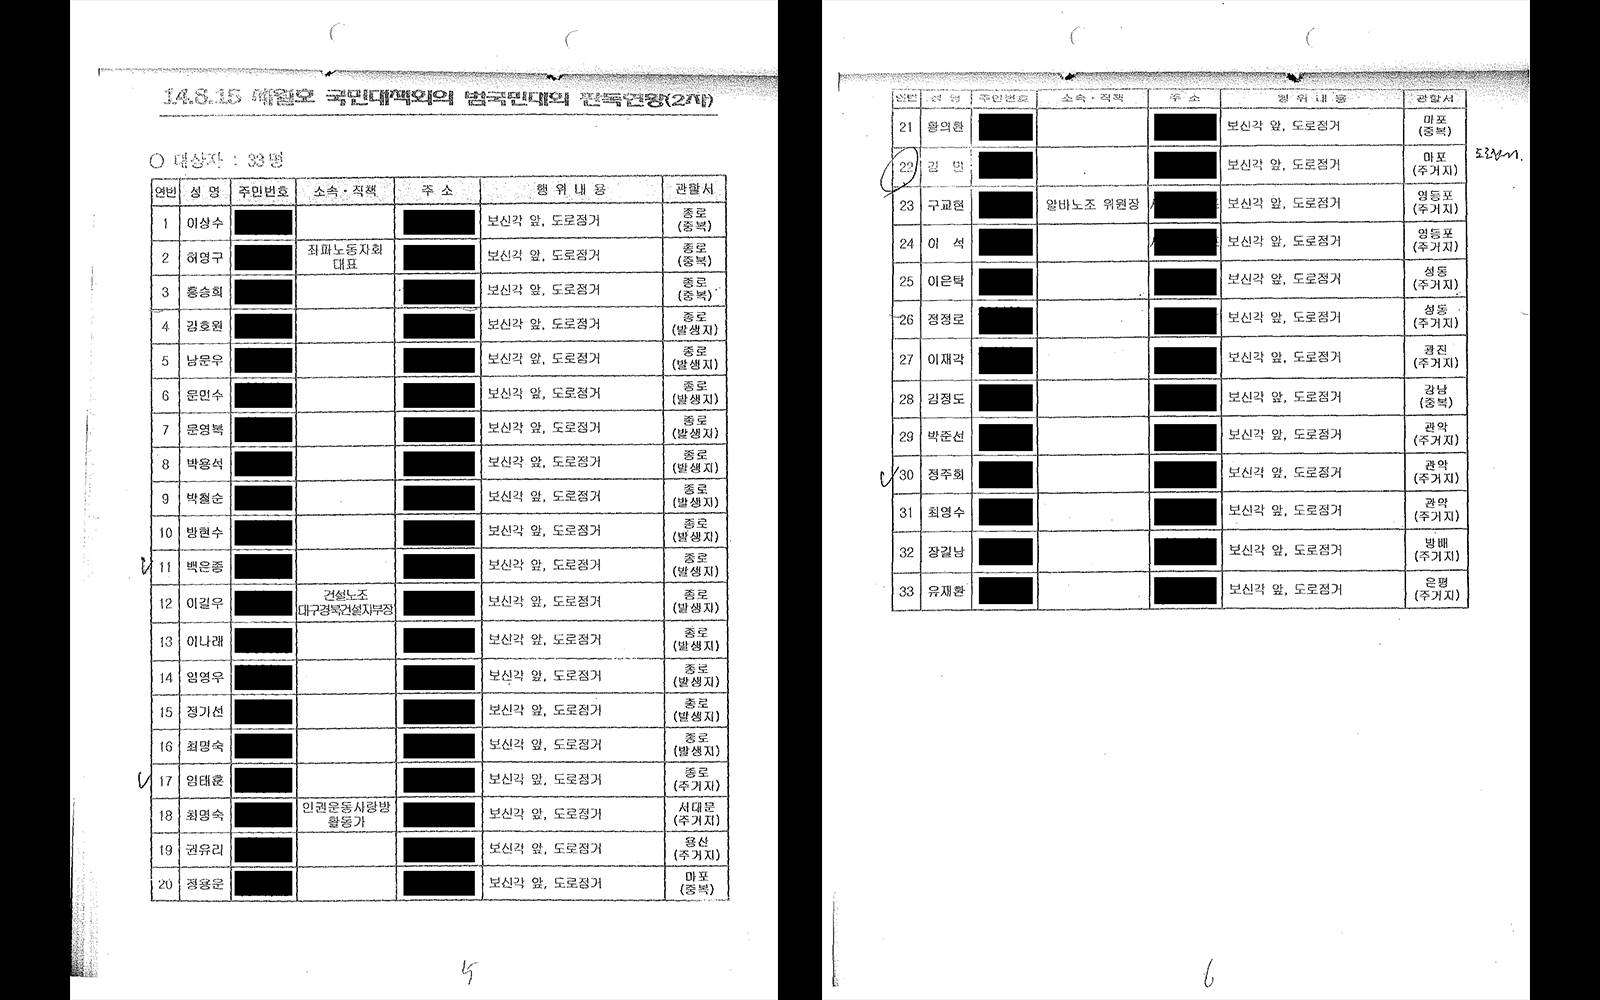 14.8.15 세월호 국민대책회의 범국민대회 판독현황(2차)
○ 대상자 : 33명
연번 성 명 주민번호 소속·직책 주 소 행 위 내 용 관할서
1 이상수 보신각 앞, 도로점거 종로 (중복)
2 허영구 좌파노동자회 대표 보신각 앞, 도로점거 종로 (중복)
3 홍승희 보신각 앞, 도로점거 종로 (중복)
4 김호원 보신각 앞, 도로점거 종로 (발생지)
5 남문우 보신각 앞, 도로점거 종로 (발생지)
6 문민수 보신각 앞, 도로점거 종로 (발생지)
7 문영복 보신각 앞, 도로점거 종로 (발생지)
8 박용석 보신각 앞, 도로점거 종로 (발생지)
9 박철순 보신각 앞, 도로점거 종로 (발생지)
10 방현수 보신각 앞, 도로점거 종로 (발생지)
11 백은종 보신각 앞, 도로점거 종로 (발생지)
12 이길우 건설노조 대구경북건설지부장 보신각 앞, 도로점거 종로 (발생지)
13 이나래 보신각 앞, 도로점거 종로 (발생지)
14 임영우 보신각 앞, 도로점거 종로 (발생지)
15 정기선 보신각 앞, 도로점거 종로 (발생지)
16 최명숙 보신각 앞, 도로점거 종로 (발생지)
17 임태훈 보신각 앞, 도로점거 종로 (주거지)
18 최명숙 인권운동사랑방 활동가 보신각 앞, 도로점거 서대문 (주거지)
19 권유리 보신각 앞, 도로점거 용산 (주거지)
20 정용운 보신각 앞, 도로점거 마포 (중복)
5
연번 성 명 주민번호 소속·직책 주 소 행 위 내 용 관할서
21 황의환 보신각 앞, 도로점거 마포 (중복)
22 김 보신각 앞, 도로점거 마포 (주거지)
23 구교현 알바노조 위원장 보신각 앞, 도로점거 영등포 (주거지)
24 이 석 보신각 앞, 도로점거 영등포 (주거지)
25 이은탁 보신각 앞, 도로점거 성동 (주거지)
26 정정로 보신각 앞, 도로점거 성동 (주거지)
27 이재각 보신각 앞, 도로점거 광진 (주거지)
28 김정도 보신각 앞, 도로점거 강남 (중복)
29 박준선 보신각 앞, 도로점거 관악 (주거지)
30 정주희 보신각 앞, 도로점거 관악 (주거지)
31 최영수 보신각 앞, 도로점거 관악 (주거지)
32 장길남 보신각 앞, 도로점거 방배 (주거지)
33 유재환 보신각 앞, 도로점거 은평 (주거지)
6